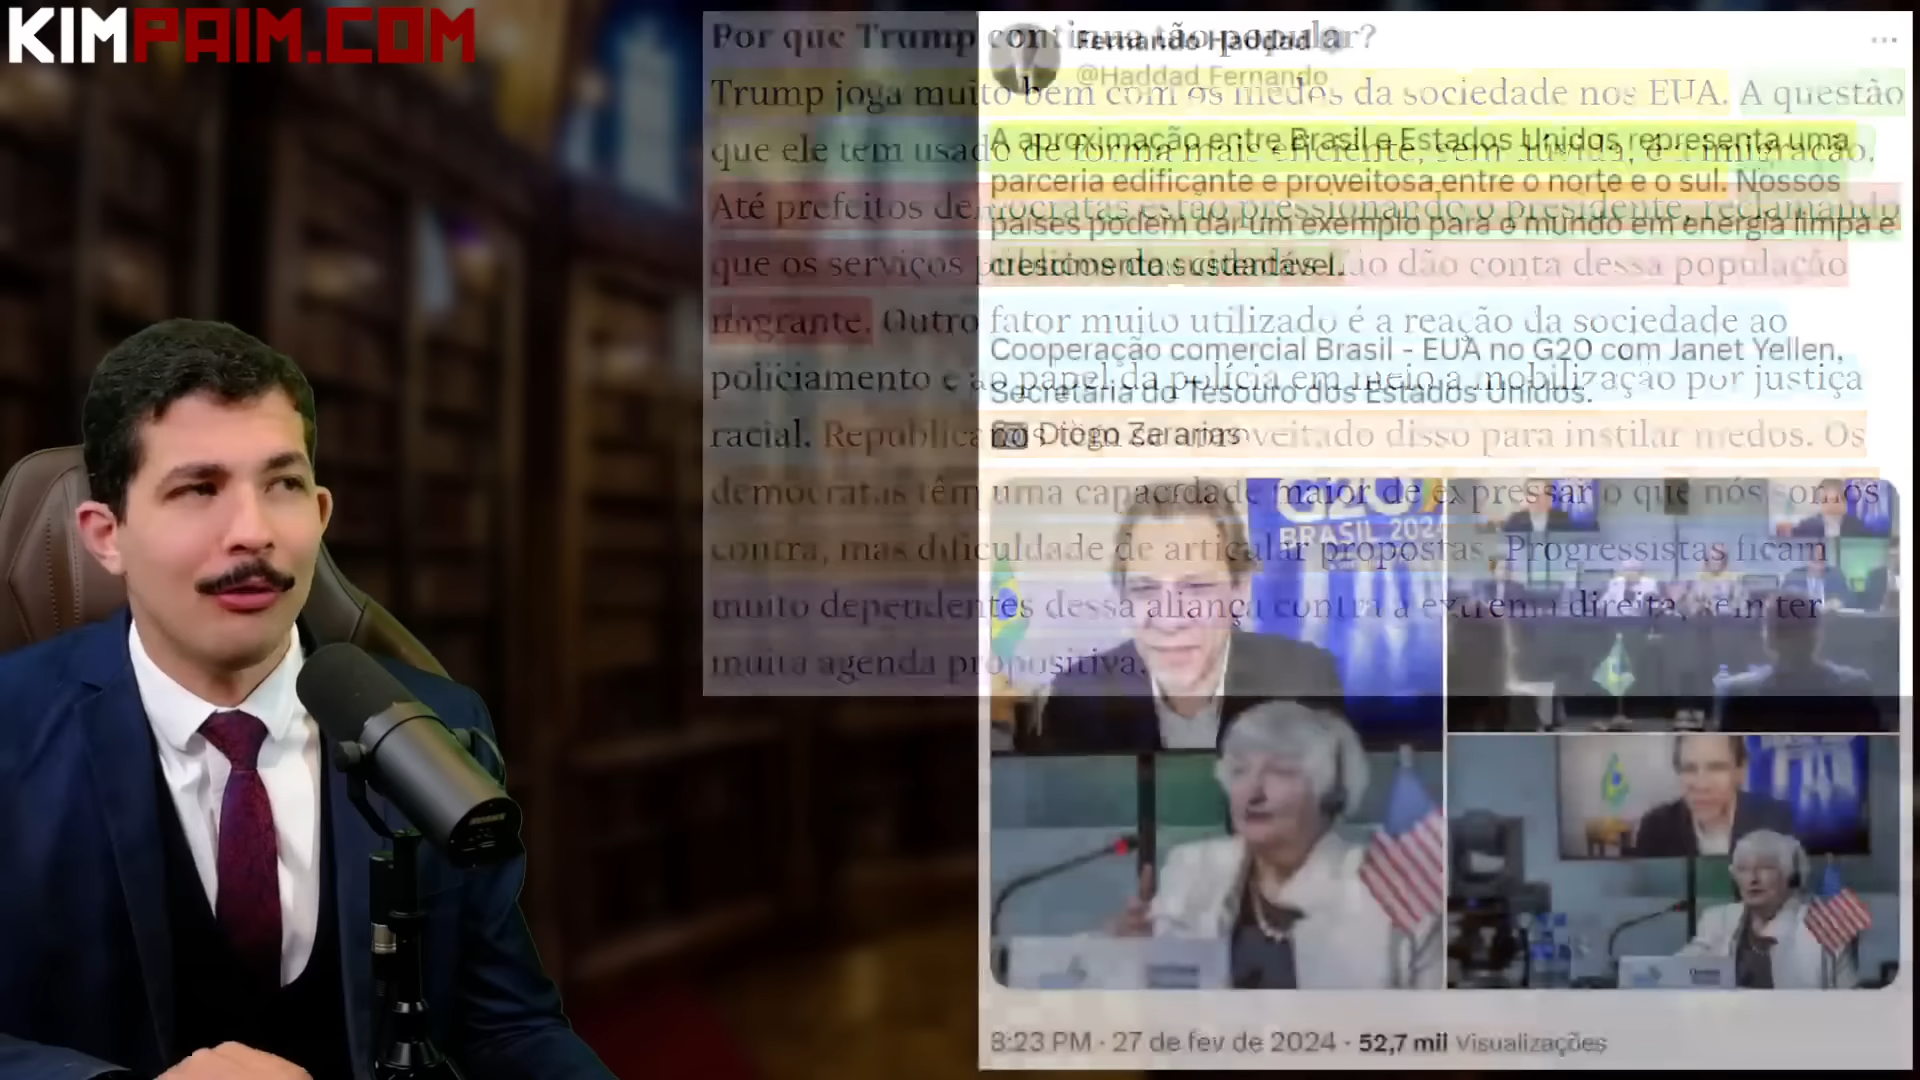 KIMPAIM.COM
Por que Trump continua tão popular?
Trump joga muito bem com os medos da sociedade nos EUA. A questão
que ele tem usado de forma mais eficiente, sem dúvida, é a imigração.
Até prefeitos democratas estão pressionando o presidente, reclamando
que os serviços públicos das cidades não dão conta dessa população
migrante. Outro fator muito utilizado é a reação da sociedade ao
policiamento e ao papel da polícia em meio a mobilização por justiça
racial. Republicanos têm se aproveitado disso para instilar medos. Os
democratas têm uma capacidade maior de expressar o que nós somos
contra, mas dificuldade de articular propostas. Progressistas ficam
muito dependentes dessa aliança contra a extrema direita, sem ter
muita agenda propositiva.
Fernando Haddad
@Haddad_Fernando
A aproximação entre Brasil e Estados Unidos representa uma
parceria edificante e proveitosa entre o norte e o sul. Nossos
países podem dar um exemplo para o mundo em energia limpa e
crescimento sustentável.
Cooperação comercial Brasil - EUA no G20 com Janet Yellen,
Secretária do Tesouro dos Estados Unidos.
Diogo Zacarias
G20
BRASIL 2024
8:23 PM · 27 de fev de 2024 · 52,7 mil Visualizações